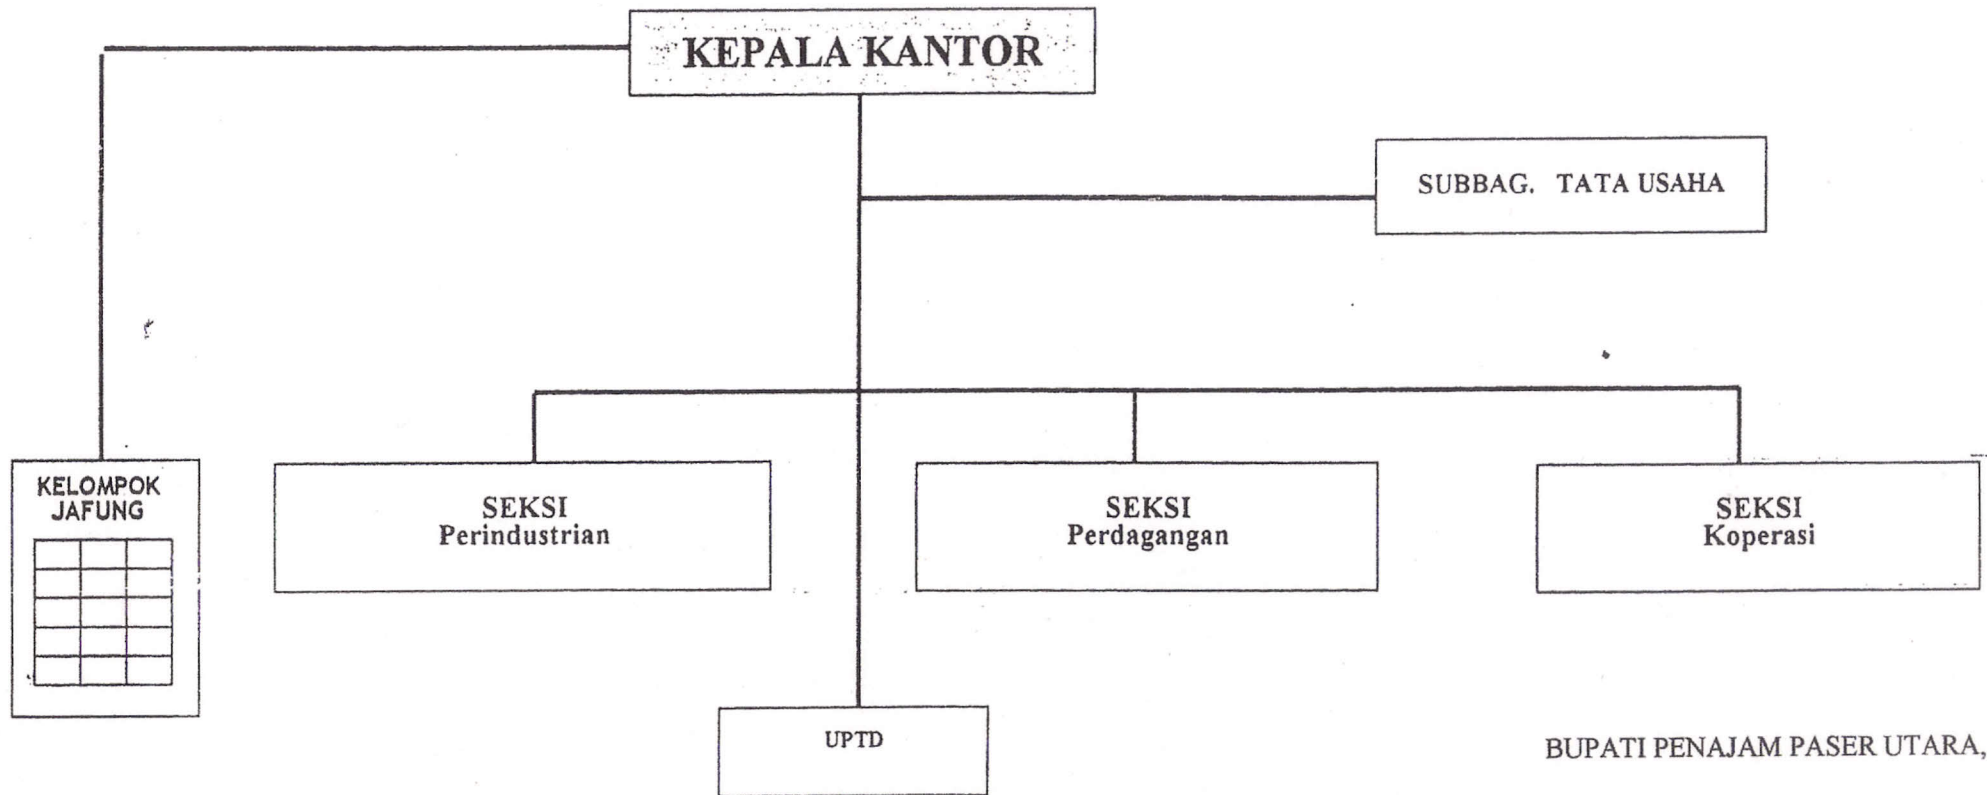 KEPALA KANTOR
SUBBAG. TATA USAHA
KELOMPOK
JAFUNG
SEKSI
Perindustrian
SEKSI
Perdagangan
SEKSI
Koperasi
UPTD
BUPATI PENAJAM PASER UTARA,